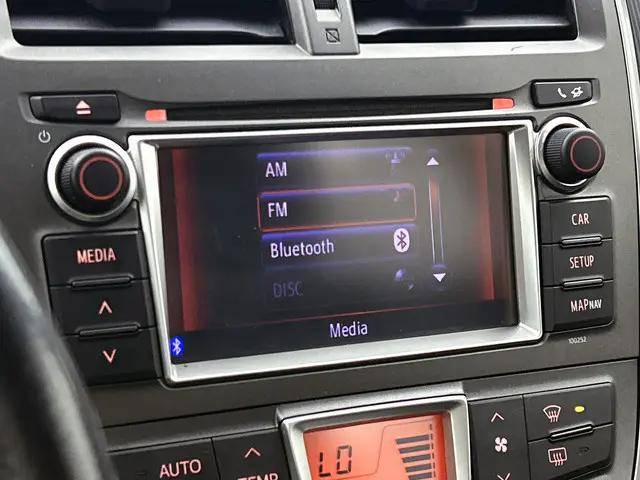 AM
FM
Bluetooth
DISC
Media
MEDIA
CAR
SETUP
MAP NAV
100252
AUTO
TEMP
LO